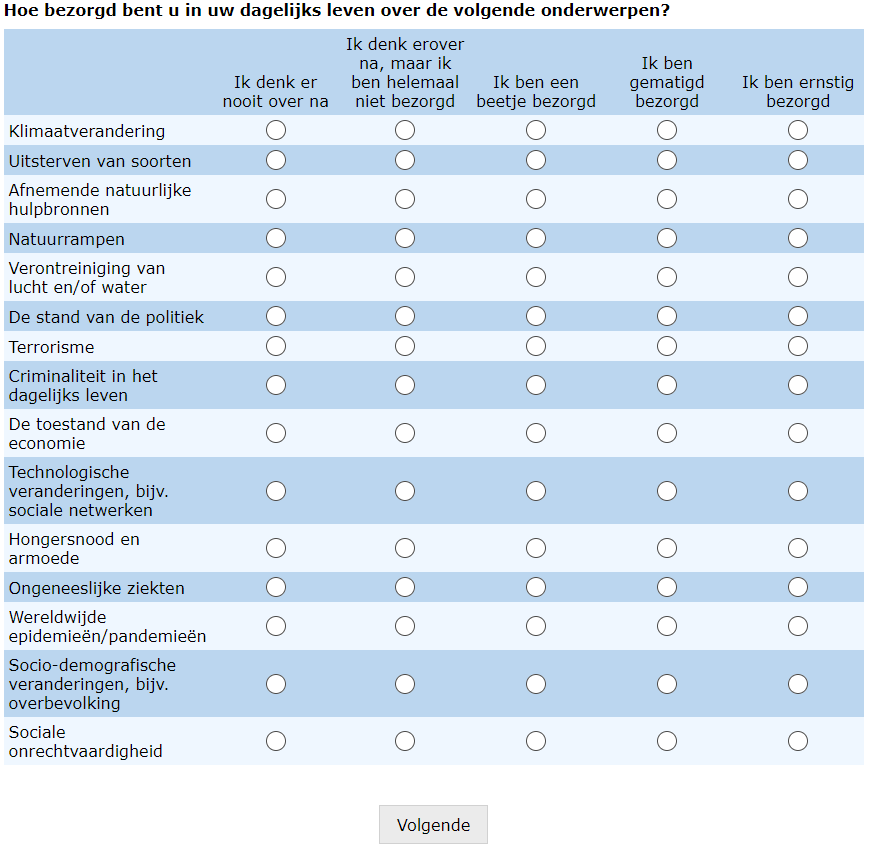 Hoe bezorgd bent u in uw dagelijks leven over de volgende onderwerpen?
Ik denk er
nooit over na
Ik denk erover
na, maar ik
ben helemaal
niet bezorgd
Ik ben een
beetje bezorgd
Ik ben
gematigd
bezorgd
Ik ben ernstig
bezorgd
Klimaatverandering
Uitsterven van soorten
Afnemende natuurlijke
hulpbronnen
Natuurrampen
Verontreiniging van
lucht en/of water
De stand van de politiek
Terrorisme
Criminaliteit in het
dagelijks leven
De toestand van de
economie
Technologische
veranderingen, bijv.
sociale netwerken
Hongersnood en
armoede
Ongeneeslijke ziekten
Wereldwijde
epidemieën/pandemieën
Socio-demografische
veranderingen, bijv.
overbevolking
Sociale
onrechtvaardigheid
Volgende